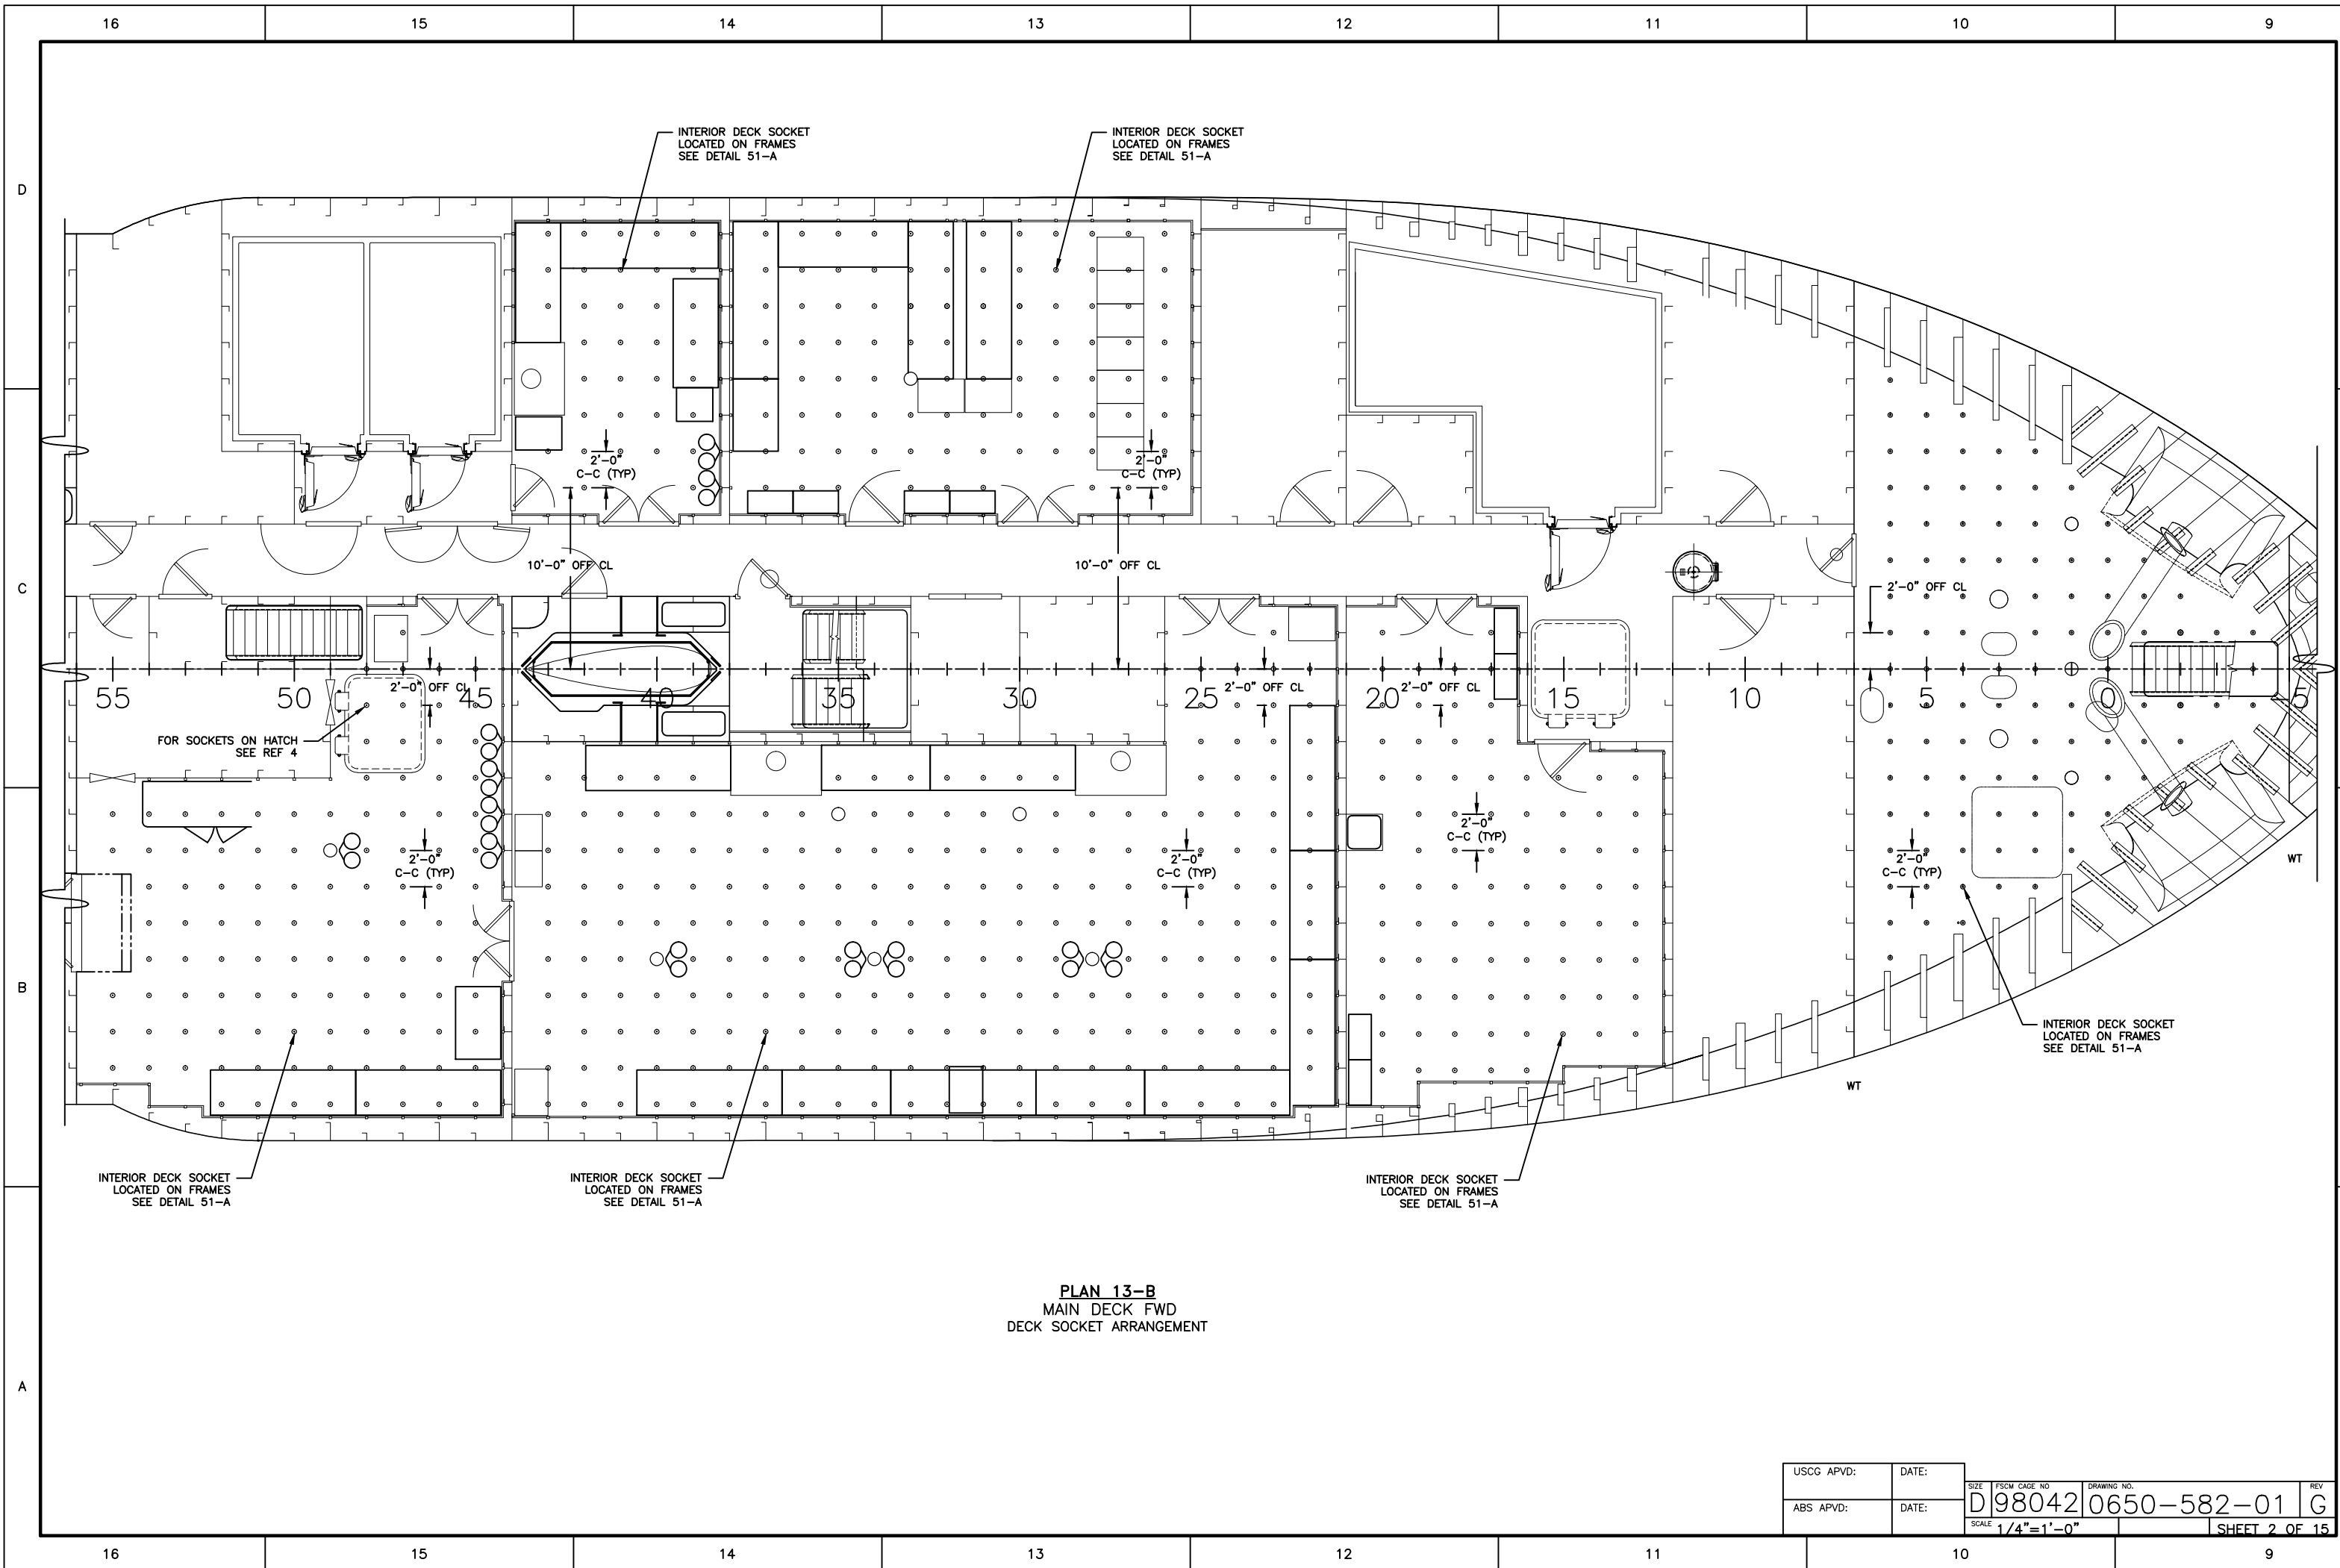 16 15 14 13 12 11 10 9
INTERIOR DECK SOCKET
LOCATED ON FRAMES
SEE DETAIL 51-A
INTERIOR DECK SOCKET
LOCATED ON FRAMES
SEE DETAIL 51-A
D
2'-0"
C-C (TYP)
2'-0"
C-C (TYP)
10'-0" OFF CL
10'-0" OFF CL
C
2'-0" OFF CL
55 50 45 40 35 30 25 20 15 10 5 0 5
2'-0" OFF CL
2'-0" OFF CL
2'-0" OFF CL
FOR SOCKETS ON HATCH
SEE REF 4
2'-0"
C-C (TYP)
2'-0"
C-C (TYP)
2'-0"
C-C (TYP)
2'-0"
C-C (TYP)
WT
B
INTERIOR DECK SOCKET
LOCATED ON FRAMES
SEE DETAIL 51-A
WT
INTERIOR DECK SOCKET
LOCATED ON FRAMES
SEE DETAIL 51-A
INTERIOR DECK SOCKET
LOCATED ON FRAMES
SEE DETAIL 51-A
INTERIOR DECK SOCKET
LOCATED ON FRAMES
SEE DETAIL 51-A
PLAN 13-B
MAIN DECK FWD
DECK SOCKET ARRANGEMENT
A
USCG APVD: DATE:
ABS APVD: DATE:
SIZE FSCM CAGE NO DRAWING NO. REV
D 98042 0650-582-01 G
SCALE 1/4"=1'-0" SHEET 2 OF 15
16 15 14 13 12 11 10 9